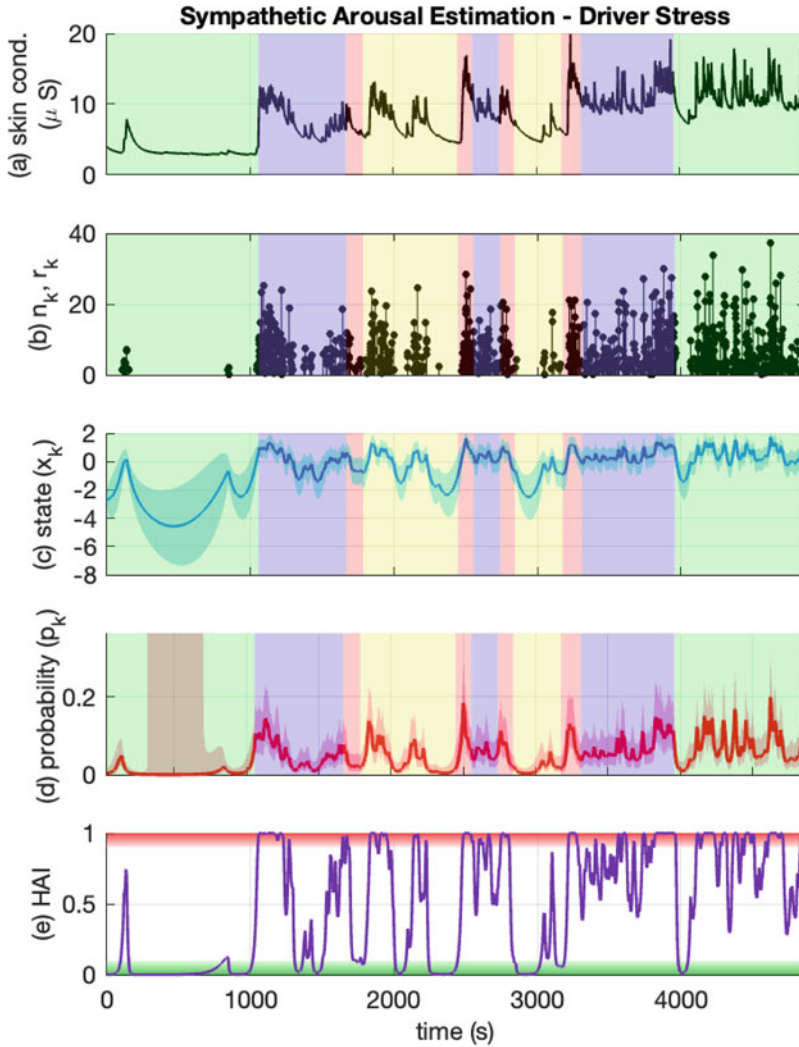 Sympathetic Arousal Estimation - Driver Stress
(a) skin cond.
(μ S)
20
10
0
(b) n_k, r_k
40
20
0
(c) state (x_k)
2
0
-2
-4
-6
-8
(d) probability (p_k)
0.2
0
(e) HAI
1
0.5
0
0 1000 2000 3000 4000
time (s)